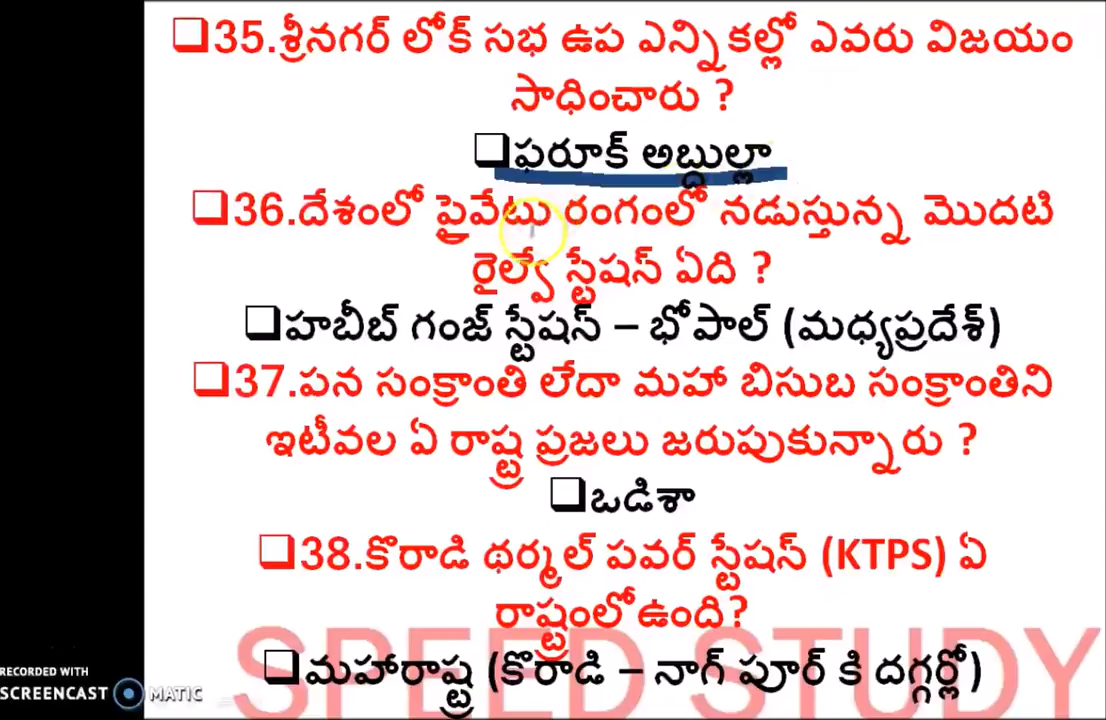 ❑35.శ్రీనగర్ లోక్ సభ ఉప ఎన్నికల్లో ఎవరు విజయం
సాధించారు ?
❑ఫరూక్ అబ్దుల్లా
❑36.దేశంలో ప్రైవేటు రంగంలో నడుస్తున్న మొదటి
రైల్వే స్టేషన్ ఏది ?
❑హబీబ్ గంజ్ స్టేషన్ – భోపాల్ (మధ్యప్రదేశ్)
❑37.పన సంక్రాంతి లేదా మహా బిసుబ సంక్రాంతిని
ఇటీవల ఏ రాష్ట్ర ప్రజలు జరుపుకున్నారు ?
❑ఒడిశా
❑38.కొరాడి థర్మల్ పవర్ స్టేషన్ (KTPS) ఏ
రాష్ట్రంలో ఉంది?
SPEED STUDY
❑మహారాష్ట్ర (కొరాడి – నాగ్ పూర్ కి దగ్గర్లో)
RECORDED WITH
SCREENCAST MATIC